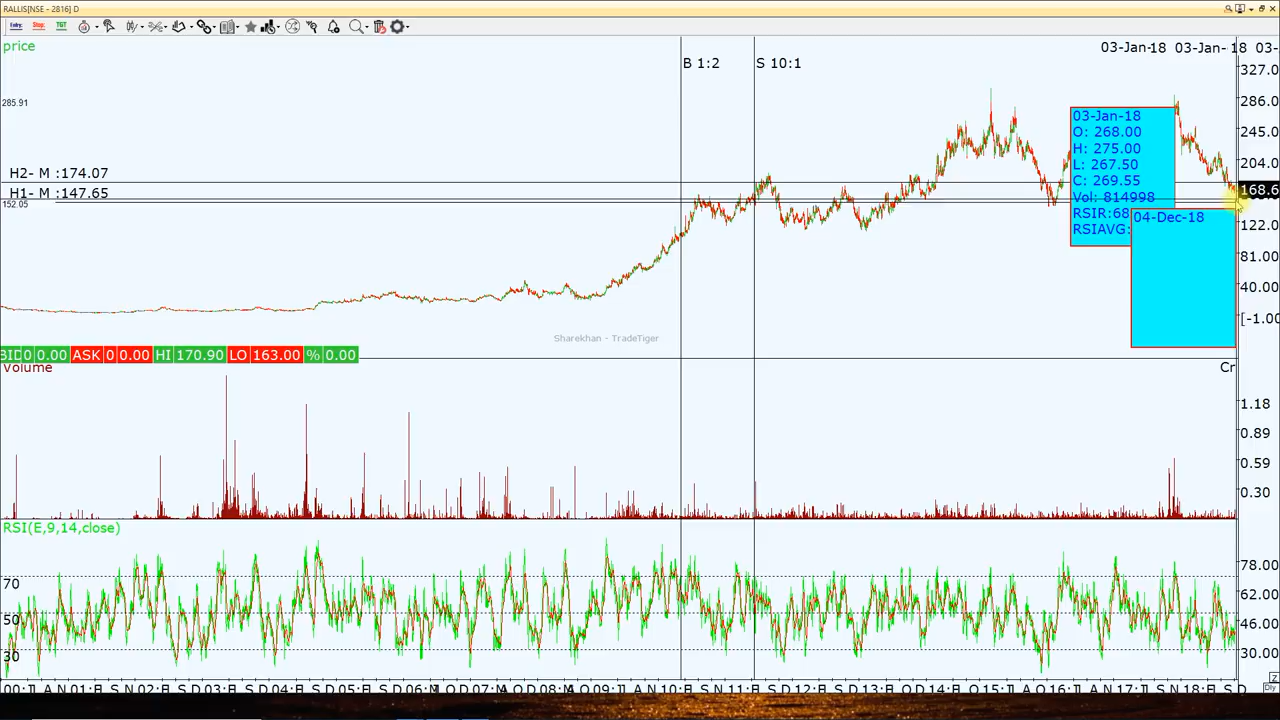 RALLIS[NSE - 2816] D
Entry Stop TGT
price
03-Jan-18 03-Jan- 18 03-
327.0
B 1:2
S 10:1
285.91
286.0
03-Jan-18
O: 268.00
245.0
H: 275.00
L: 267.50
204.0
H2- M :174.07
C: 269.55
168.6
H1- M :147.65
Vol: 814998
152.05
RSIR:68
04-Dec-18
122.0
RSIAVG:
81.00
40.00
[-1.00
Sharekhan - TradeTiger
BID 0 0.00 ASK 0 0.00 HI 170.90 LO 163.00 % 0.00
Volume
Cr
1.18
0.89
0.59
0.30
RSI(E,9,14,close)
78.00
70
62.00
50
46.00
30
30.00